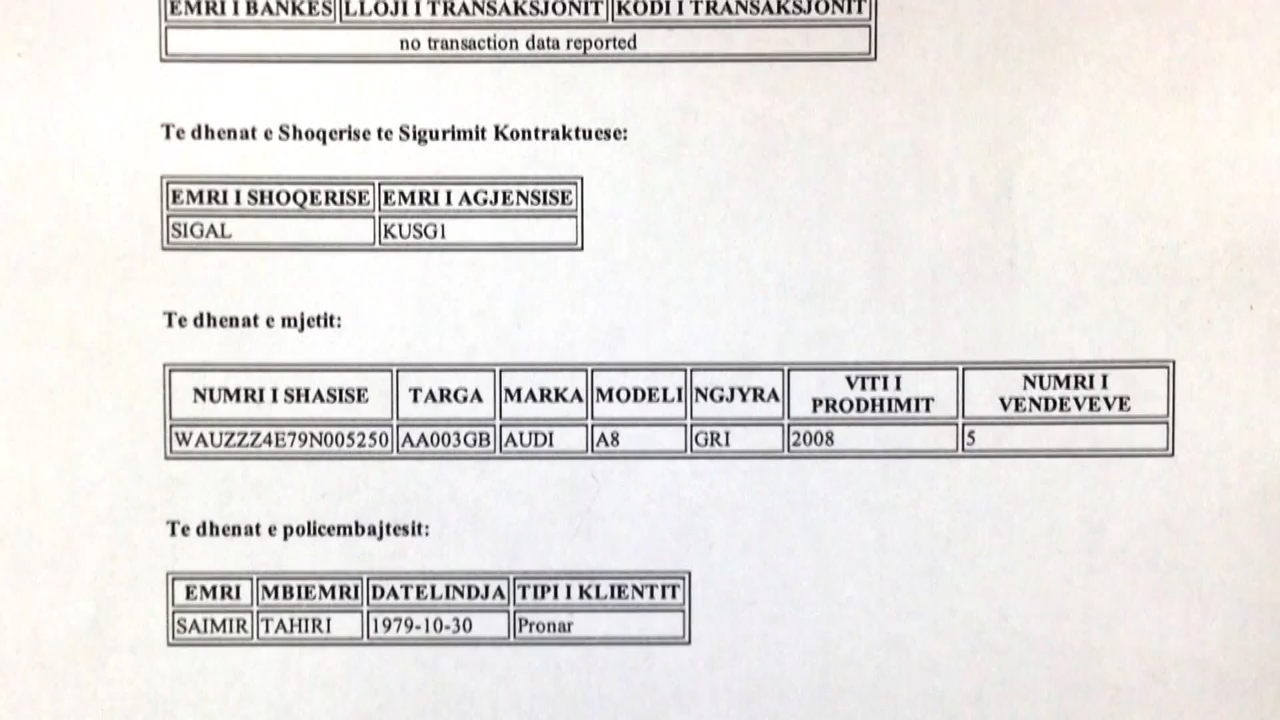 EMRI I BANKES LLOJI I TRANSAKSJONIT KODI I TRANSAKSJONIT
no transaction data reported
Te dhenat e Shoqerise te Sigurimit Kontraktuese:
EMRI I SHOQERISE EMRI I AGJENSISE
SIGAL KUSG1
Te dhenat e mjetit:
NUMRI I SHASISE TARGA MARKA MODELI NGJYRA VITI I PRODHIMIT NUMRI I VENDEVEVE
WAUZZZ4E79N005250 AA003GB AUDI A8 GRI 2008 5
Te dhenat e policembajtesit:
EMRI MBIEMRI DATELINDJA TIPI I KLIENTIT
SAIMIR TAHIRI 1979-10-30 Pronar